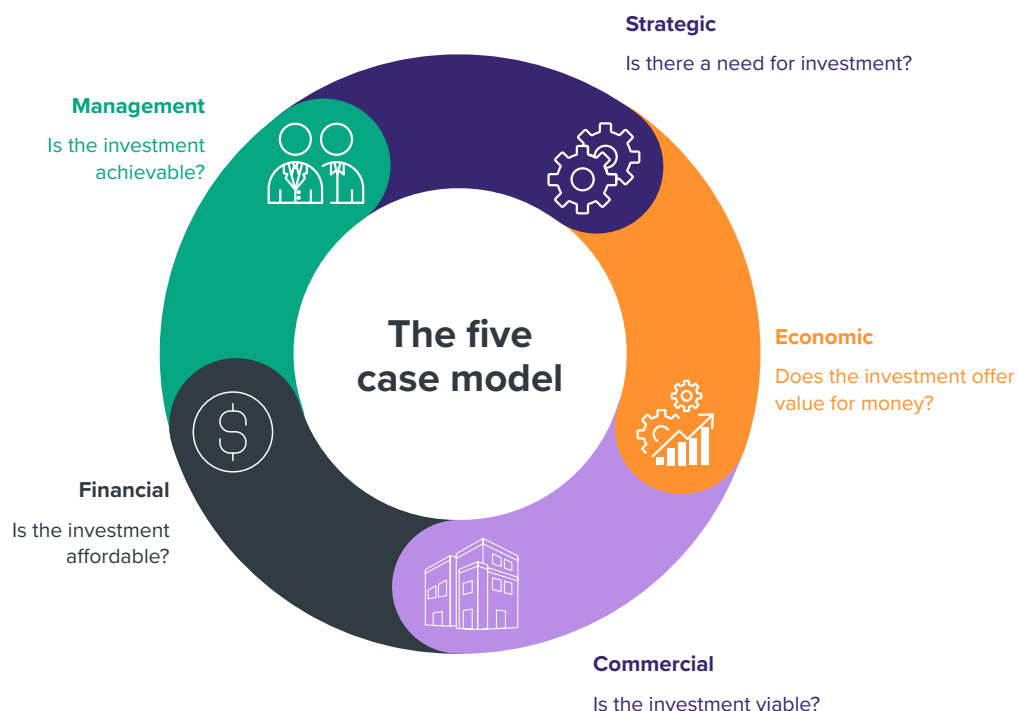 Strategic
Is there a need for investment?
Management
Is the investment
achievable?
The five
case model
Economic
Does the investment offer
value for money?
$
Financial
Is the investment
affordable?
Commercial
Is the investment viable?